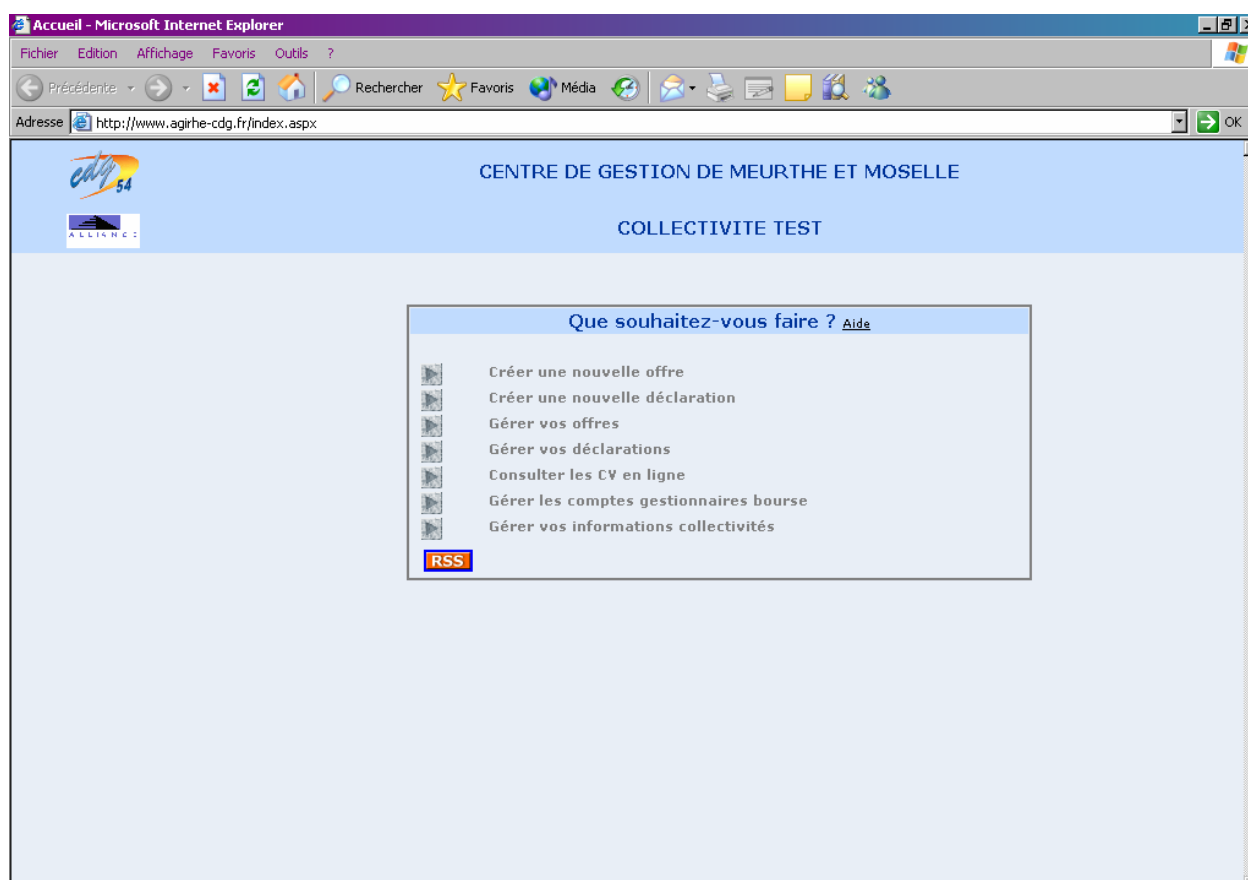 Accueil - Microsoft Internet Explorer
Fichier Edition Affichage Favoris Outils ?
Précédente Rechercher Favoris Média
Adresse http://www.agirhe-cdg.fr/index.aspx OK
cdg 54
CENTRE DE GESTION DE MEURTHE ET MOSELLE
ALLIANCE
COLLECTIVITE TEST
Que souhaitez-vous faire ? Aide
Créer une nouvelle offre
Créer une nouvelle déclaration
Gérer vos offres
Gérer vos déclarations
Consulter les CV en ligne
Gérer les comptes gestionnaires bourse
Gérer vos informations collectivités
RSS